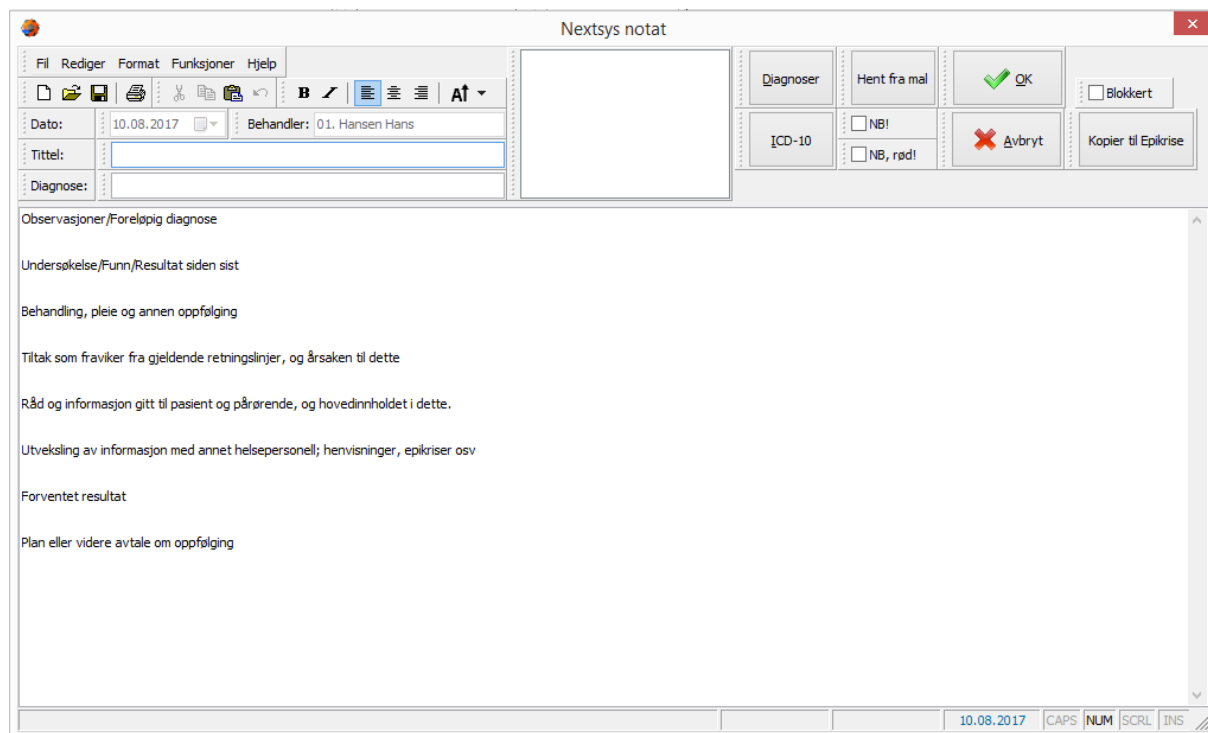 Nextsys notat
Fil Rediger Format Funksjoner Hjelp
B I A
Dato: 10.08.2017 Behandler: 01. Hansen Hans
Tittel:
Diagnose:
Diagnoser
Hent fra mal
OK
Blokkert
ICD-10
NB!
NB, rød!
Avbryt
Kopier til Epikrise
Observasjoner/Foreløpig diagnose
Undersøkelse/Funn/Resultat siden sist
Behandling, pleie og annen oppfølging
Tiltak som fraviker fra gjeldende retningslinjer, og årsaken til dette
Råd og informasjon gitt til pasient og pårørende, og hovedinnholdet i dette.
Utveksling av informasjon med annet helsepersonell; henvisninger, epikriser osv
Forventet resultat
Plan eller videre avtale om oppfølging
10.08.2017 CAPS NUM SCRL INS